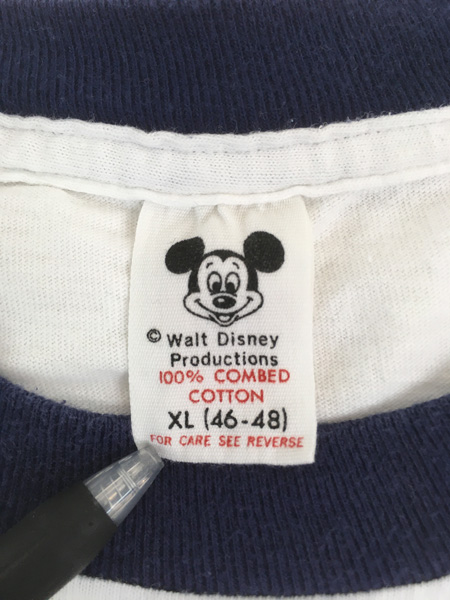 © Walt Disney
Productions
100% COMBED
COTTON
XL (46-48)
FOR CARE SEE REVERSE